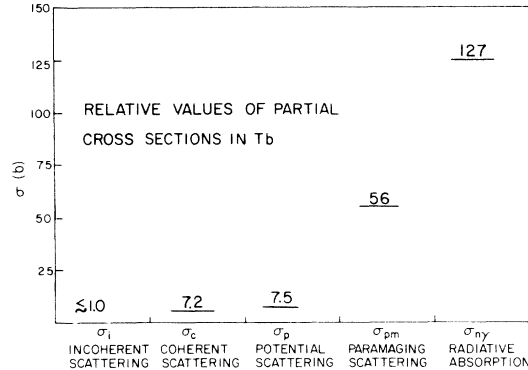 150
127
125
RELATIVE VALUES OF PARTIAL
CROSS SECTIONS IN Tb
100
σ (b)
75
56
50
25
≲1.0
7.2
7.5
σi
σc
σp
σpm
σnγ
INCOHERENT SCATTERING
COHERENT SCATTERING
POTENTIAL SCATTERING
PARAMAGING SCATTERING
RADIATIVE ABSORPTION